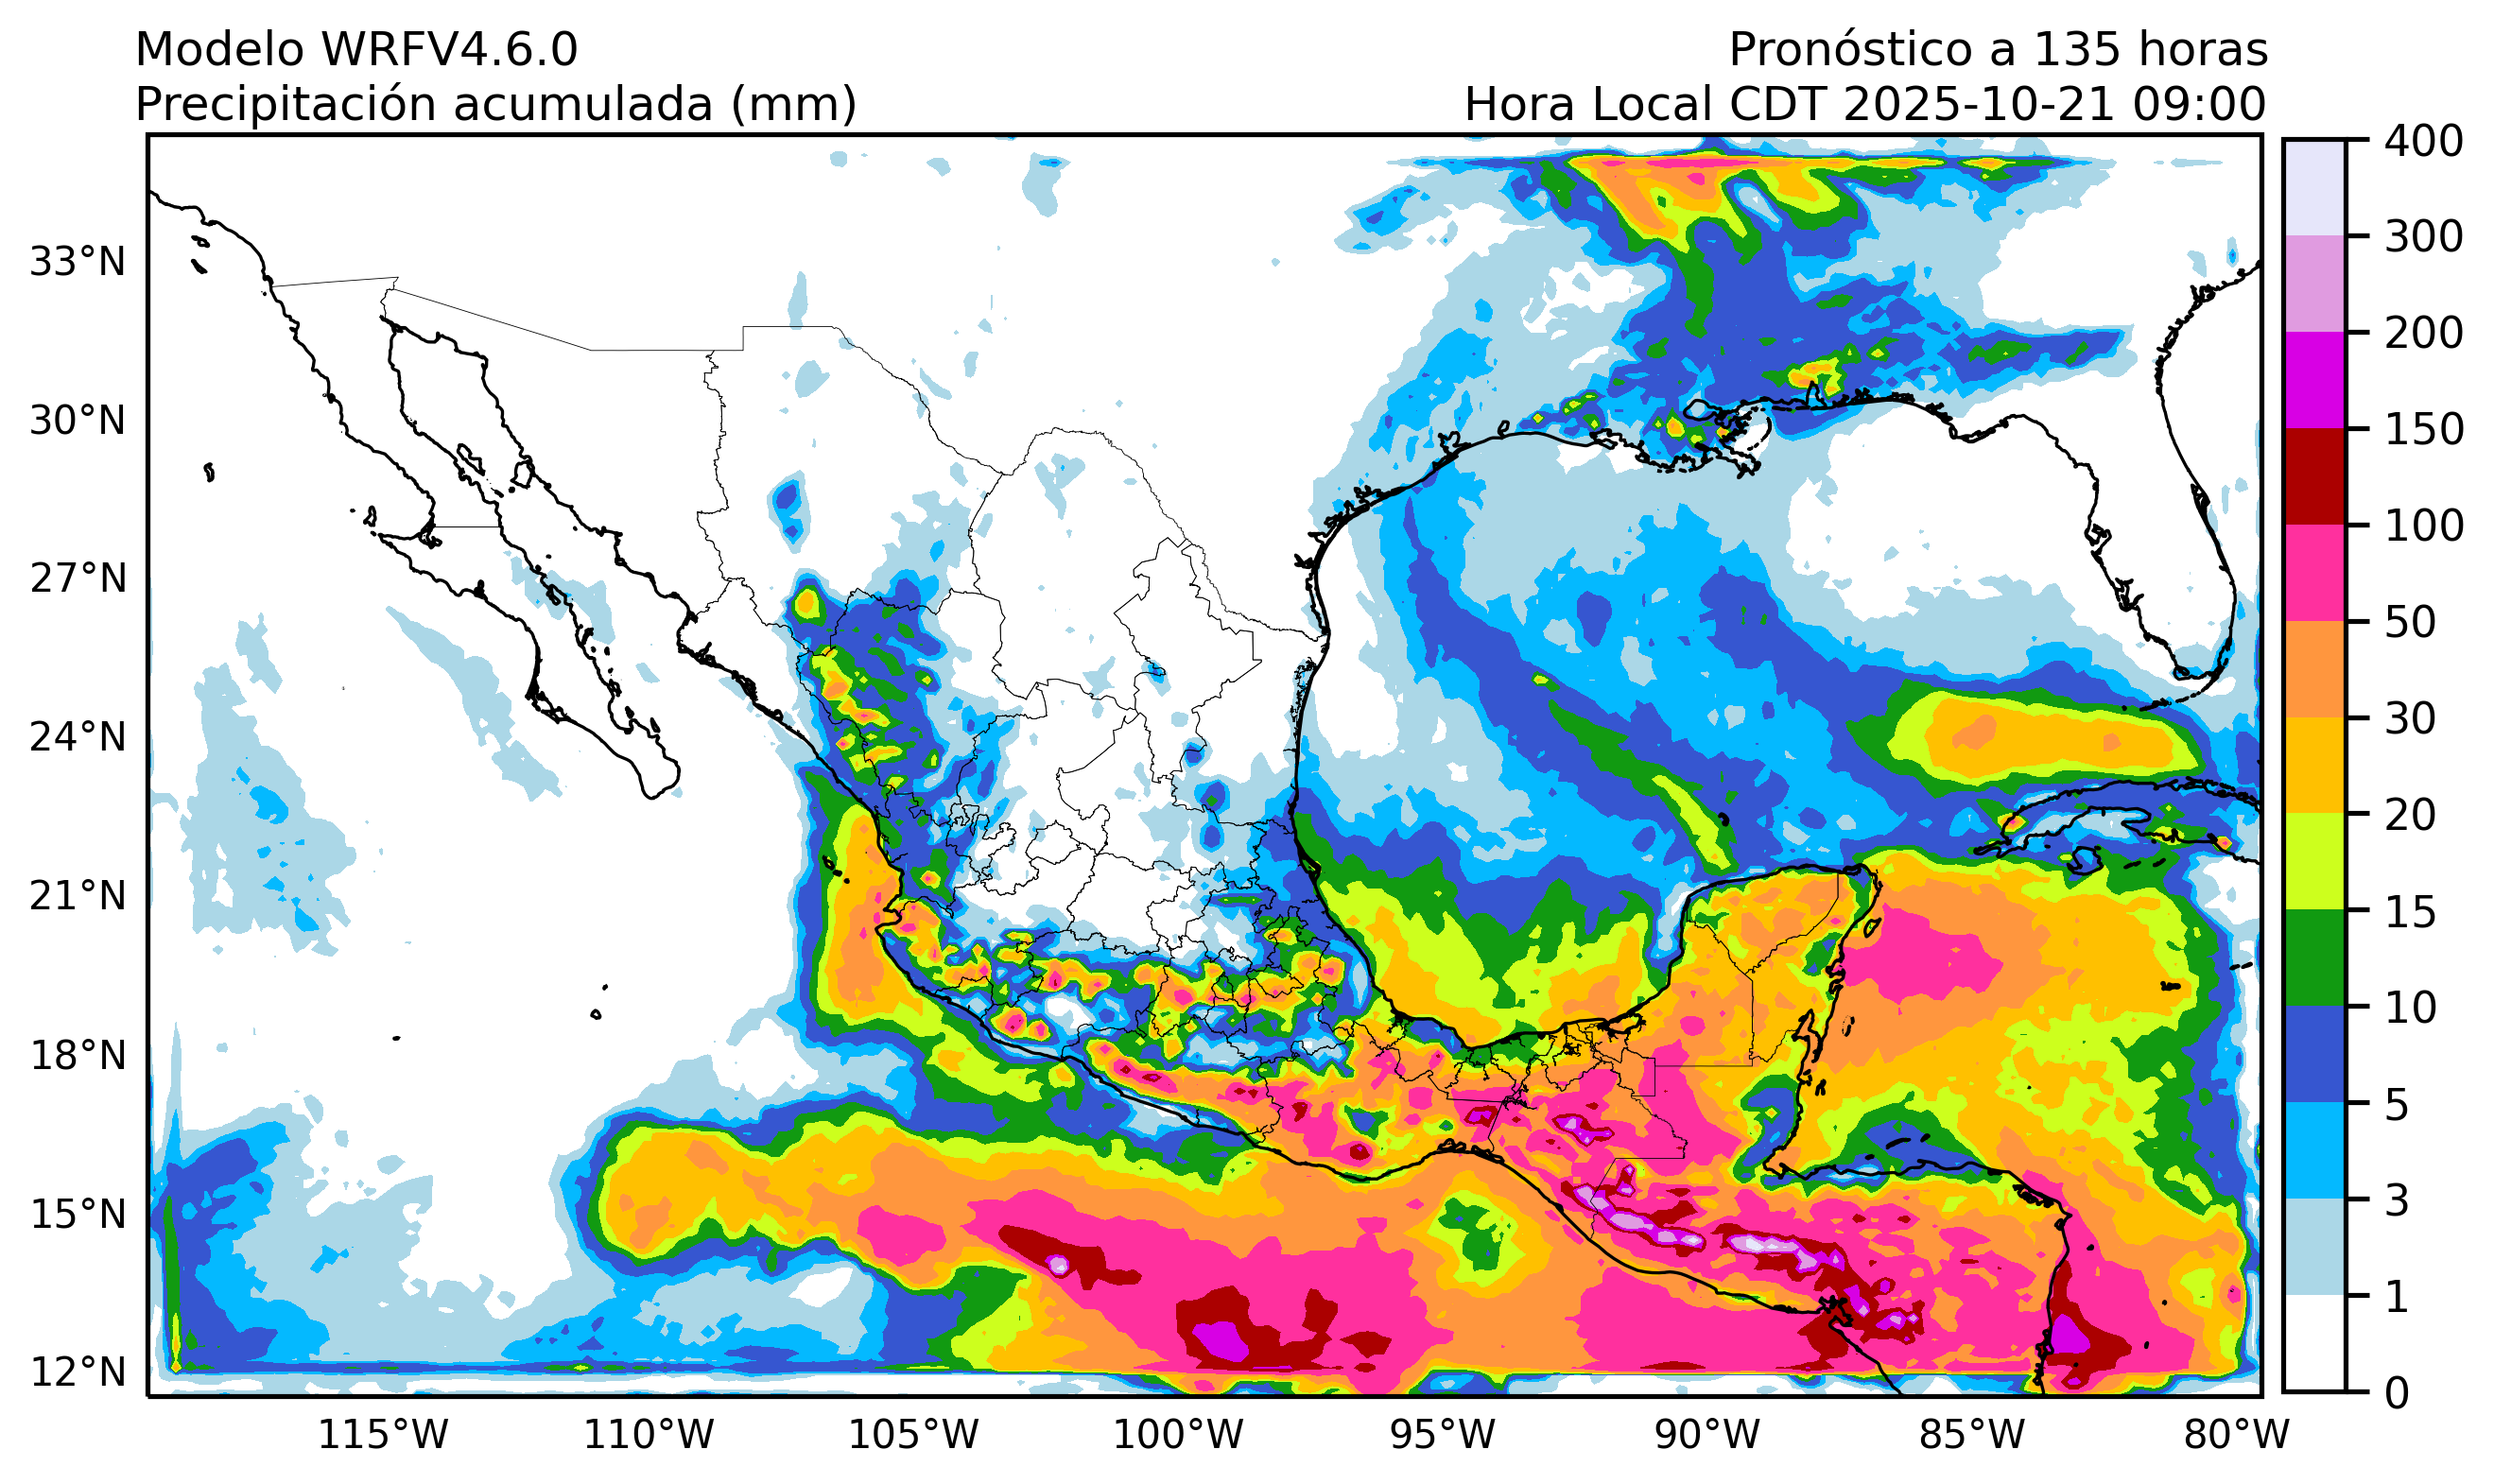 Modelo WRFV4.6.0
Pronóstico a 135 horas
Precipitación acumulada (mm)
Hora Local CDT 2025-10-21 09:00
33°N
30°N
27°N
24°N
21°N
18°N
15°N
12°N
115°W
110°W
105°W
100°W
95°W
90°W
85°W
80°W
400
300
200
150
100
50
30
20
15
10
5
3
1
0